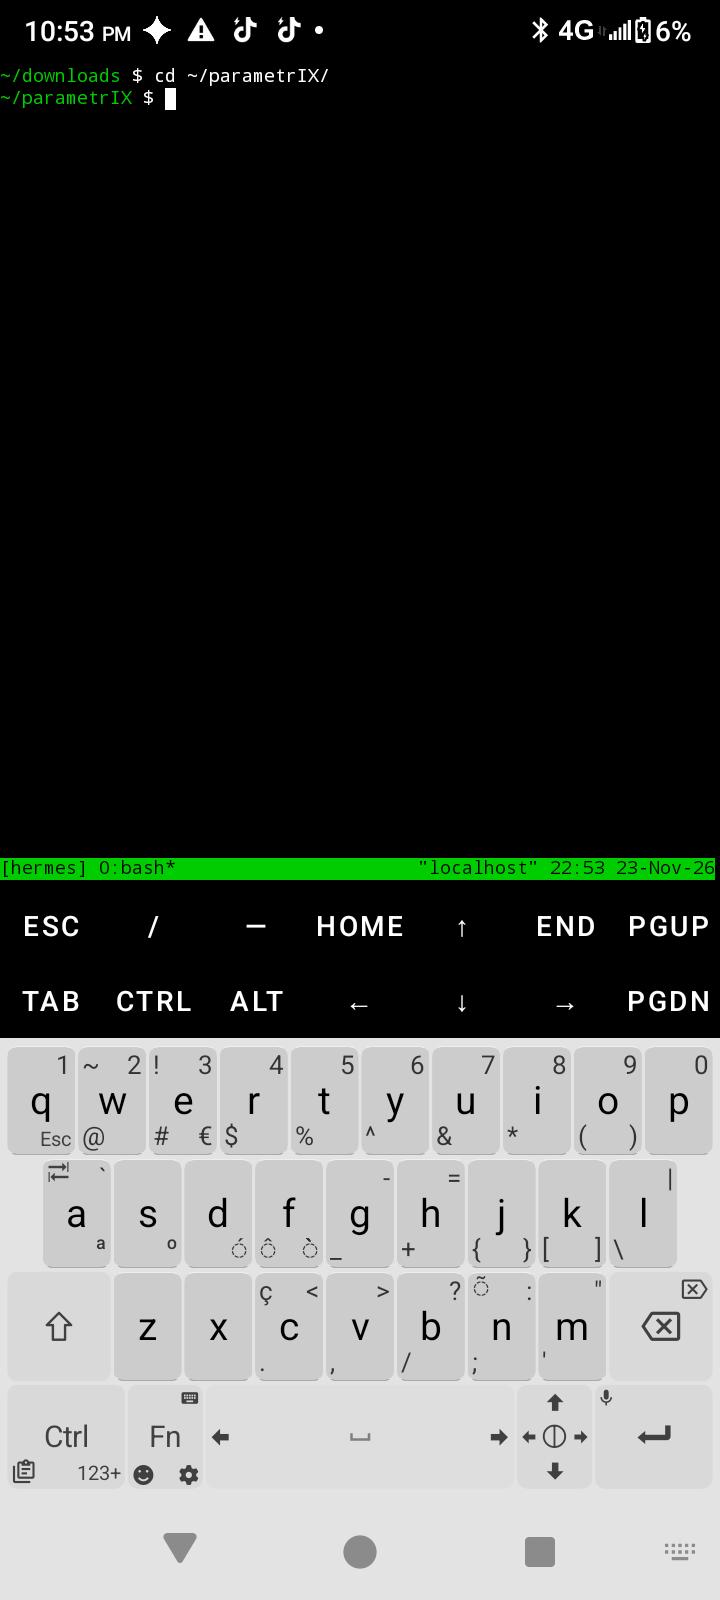 10:53 PM 4G 6%
~/downloads $ cd ~/parametrIX/
~/parametrIX $
[hermes] 0:bash* "localhost" 22:53 23-Nov-26
ESC / — HOME ↑ END PGUP
TAB CTRL ALT ← ↓ → PGDN
1 ~ 2 ! 3 4 5 6 7 8 9 0
q w e r t y u i o p
Esc @ # € $ % ^ & * ( )
` - = |
a s d f g h j k l
a o ó ô ò _ + { } [ ] \
ç < > ? õ : "
z x c v b n m
. , / ; '
Ctrl Fn
123+